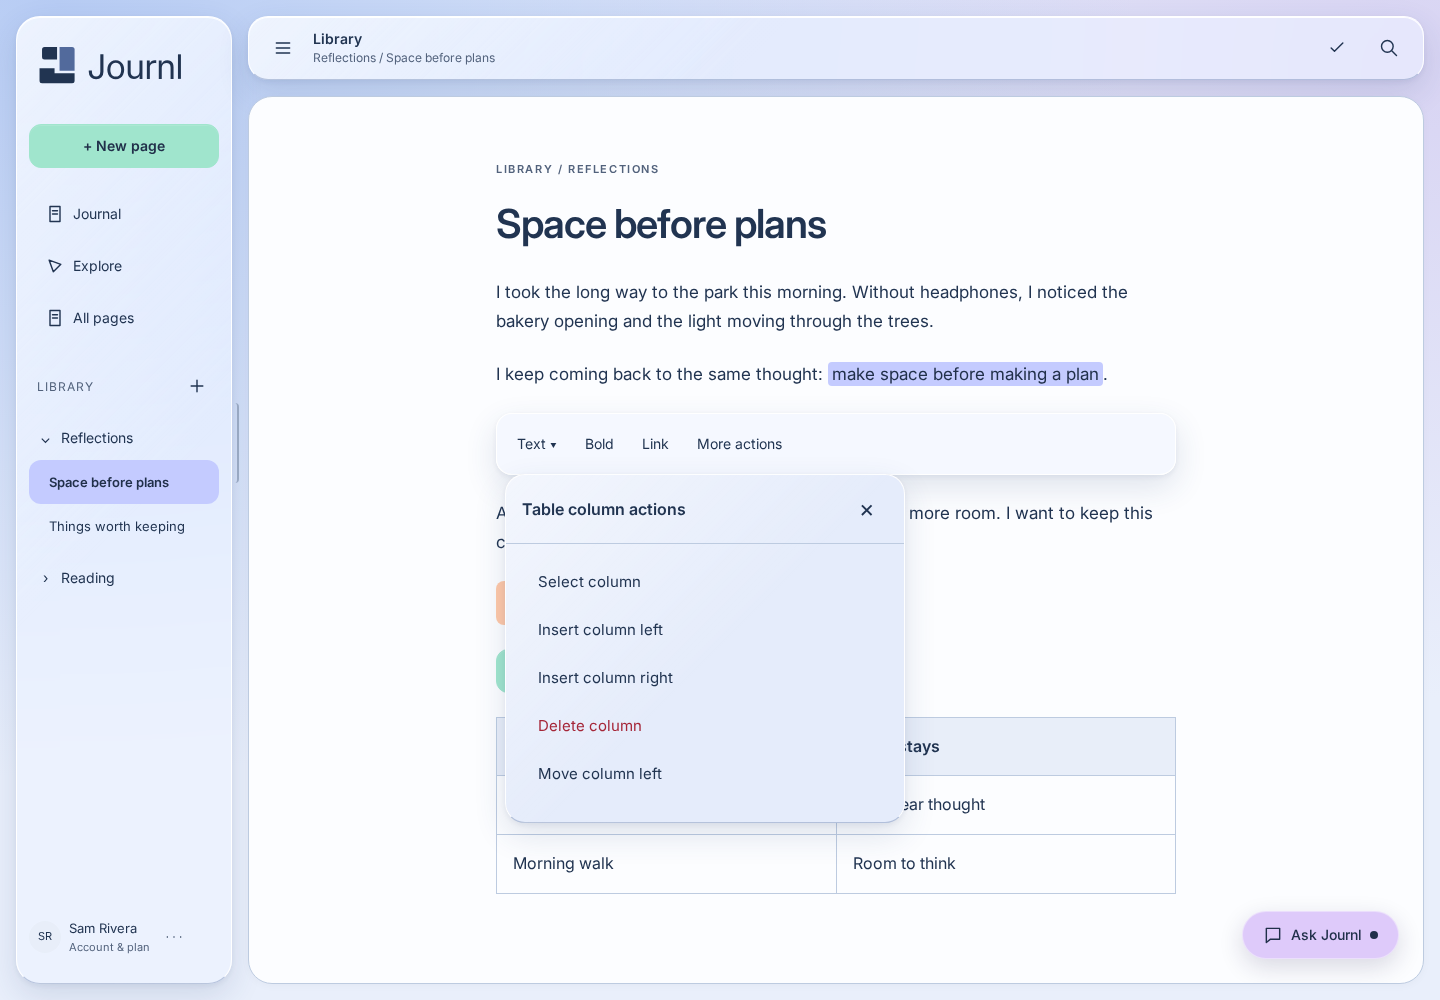 Journl
+ New page
Journal
Explore
All pages
LIBRARY
Reflections
Space before plans
Things worth keeping
Reading
SR
Sam Rivera
Account & plan
...
Library
Reflections / Space before plans
LIBRARY / REFLECTIONS
Space before plans
I took the long way to the park this morning. Without headphones, I noticed the
bakery opening and the light moving through the trees.
I keep coming back to the same thought: make space before making a plan.
Text ▾ Bold Link More actions
more room. I want to keep this
Table column actions
Select column
Insert column left
Insert column right
Delete column
Move column left
stays
thought
Morning walk
Room to think
Ask Journl